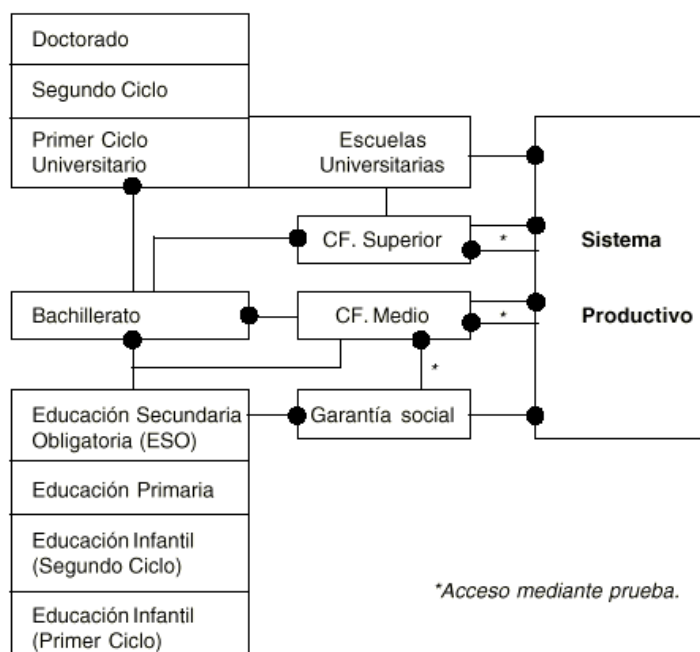 Doctorado
Segundo Ciclo
Primer Ciclo
Universitario
Escuelas
Universitarias
CF. Superior
*
Sistema
Bachillerato
CF. Medio
*
Productivo
*
Educación Secundaria
Obligatoria (ESO)
Garantía social
Educación Primaria
Educación Infantil
(Segundo Ciclo)
*Acceso mediante prueba.
Educación Infantil
(Primer Ciclo)